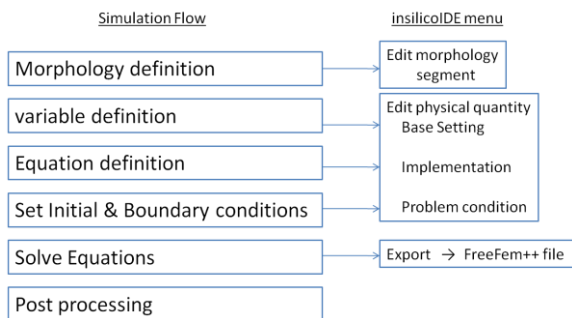 Simulation Flow
insilicoIDE menu
Morphology definition
Edit morphology
segment
variable definition
Edit physical quantity
Base Setting
Equation definition
Implementation
Set Initial & Boundary conditions
Problem condition
Solve Equations
Export → FreeFem++ file
Post processing